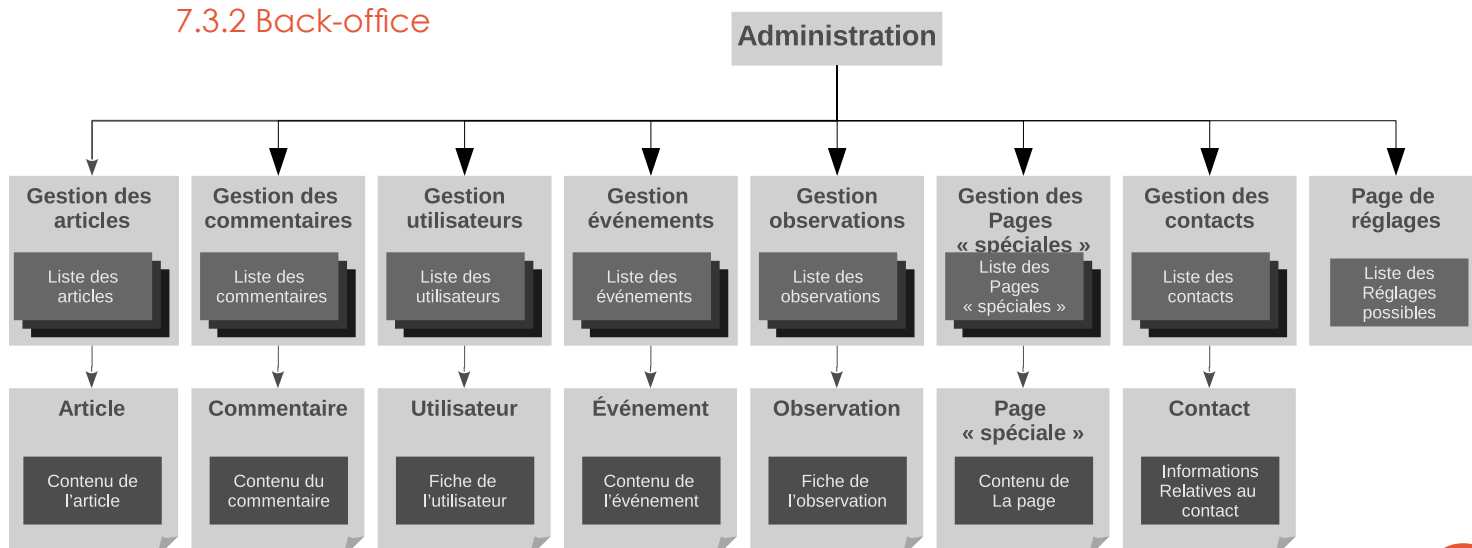 7.3.2 Back-office
Administration
Gestion des
articles
Liste des
articles
Gestion des
commentaires
Liste des
commentaires
Gestion
utilisateurs
Liste des
utilisateurs
Gestion
événements
Liste des
événements
Gestion
observations
Liste des
observations
Gestion des
Pages
« spéciales »
Liste des
Pages
« spéciales »
Gestion des
contacts
Liste des
contacts
Page de
réglages
Liste des
Réglages
possibles
Article
Contenu de
l’article
Commentaire
Contenu du
commentaire
Utilisateur
Fiche de
l’utilisateur
Événement
Contenu de
l’événement
Observation
Fiche de
l’observation
Page
« spéciale »
Contenu de
La page
Contact
Informations
Relatives au
contact